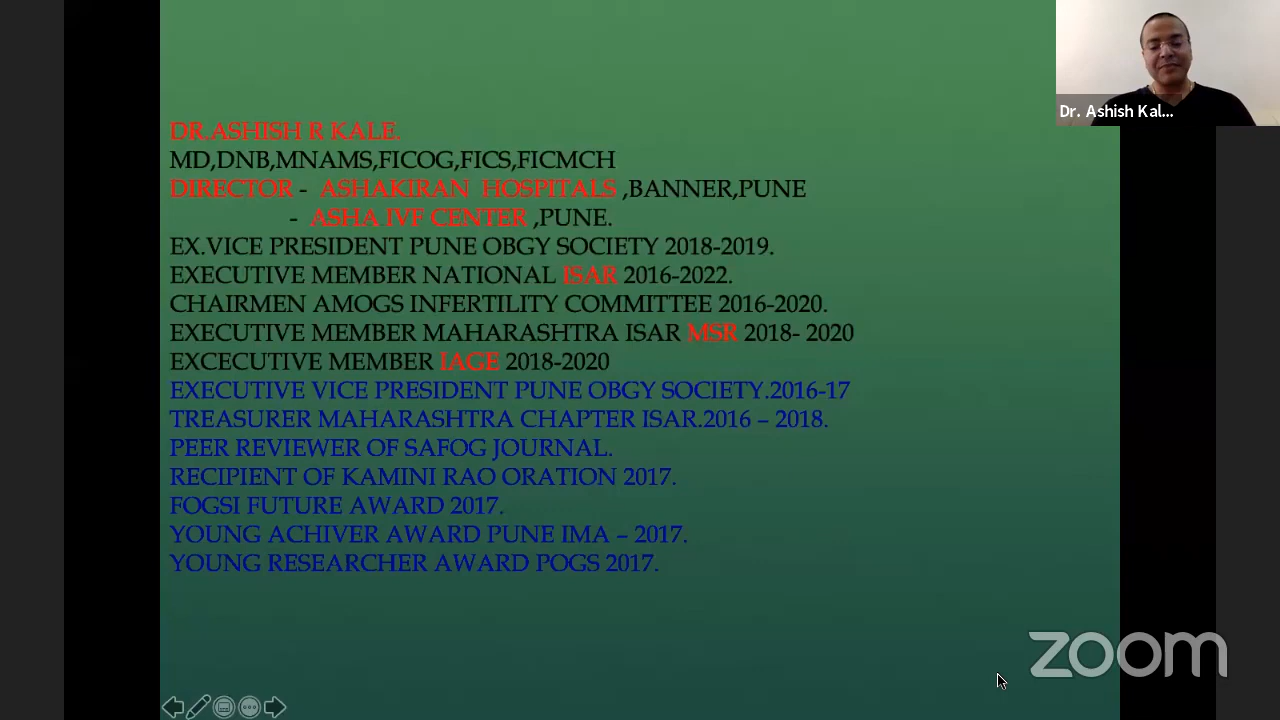 DR.ASHISH R KALE.
MD,DNB,MNAMS,FICOG,FICS,FICMCH
DIRECTOR - ASHAKIRAN HOSPITALS ,BANNER,PUNE
- ASHA IVF CENTER ,PUNE.
EX.VICE PRESIDENT PUNE OBGY SOCIETY 2018-2019.
EXECUTIVE MEMBER NATIONAL ISAR 2016-2022.
CHAIRMEN AMOGS INFERTILITY COMMITTEE 2016-2020.
EXECUTIVE MEMBER MAHARASHTRA ISAR MSR 2018- 2020
EXCECUTIVE MEMBER IAGE 2018-2020
EXECUTIVE VICE PRESIDENT PUNE OBGY SOCIETY.2016-17
TREASURER MAHARASHTRA CHAPTER ISAR.2016 – 2018.
PEER REVIEWER OF SAFOG JOURNAL.
RECIPIENT OF KAMINI RAO ORATION 2017.
FOGSI FUTURE AWARD 2017.
YOUNG ACHIVER AWARD PUNE IMA – 2017.
YOUNG RESEARCHER AWARD POGS 2017.
Dr. Ashish Kal...
zoom